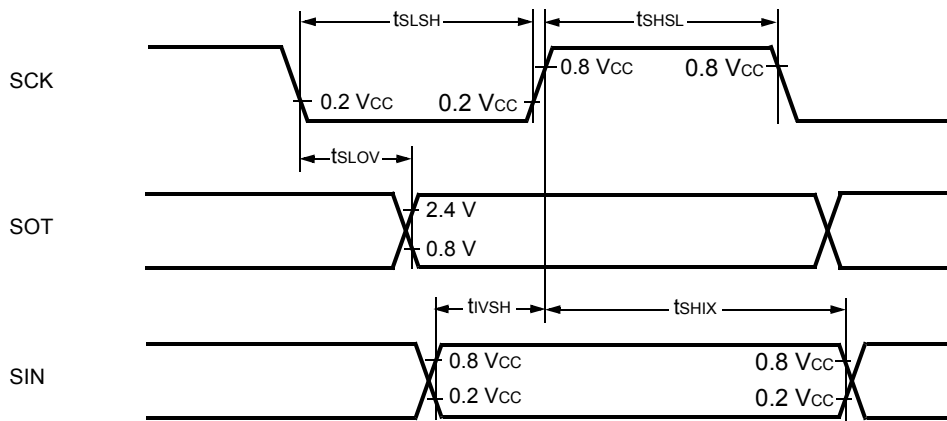 tSLSH tSHSL
SCK
0.8 VCC 0.8 VCC
0.2 VCC 0.2 VCC
tSLOV
SOT
2.4 V
0.8 V
tIVSH tSHIX
SIN
0.8 VCC 0.8 VCC
0.2 VCC 0.2 VCC